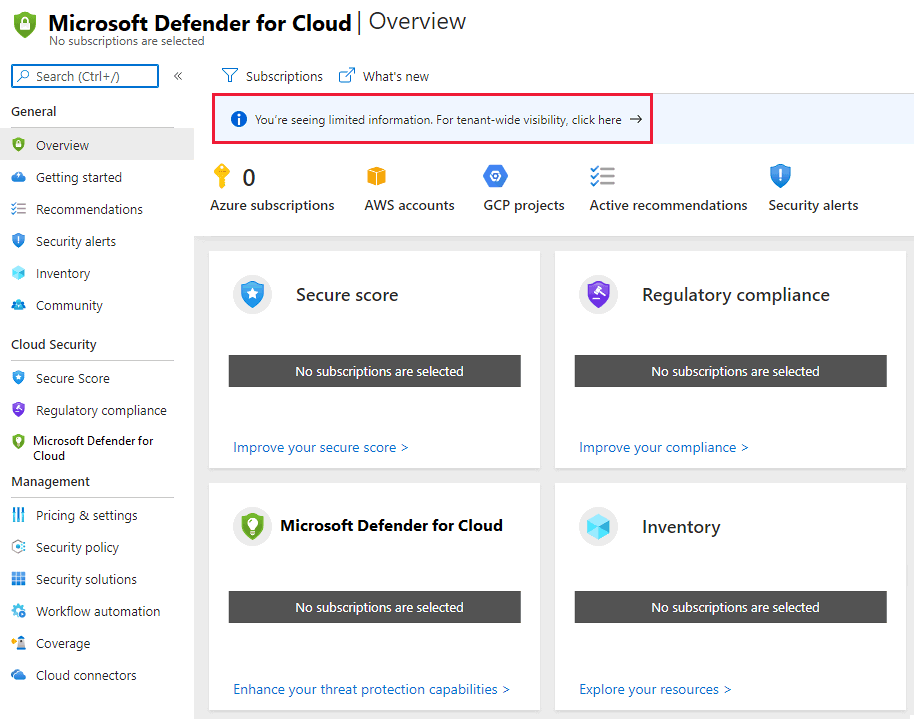 Microsoft Defender for Cloud | Overview
No subscriptions are selected
Search (Ctrl+/)
«
Subscriptions
What's new
You're seeing limited information. For tenant-wide visibility, click here →
General
Overview
Getting started
Recommendations
Security alerts
Inventory
Community
Cloud Security
Secure Score
Regulatory compliance
Microsoft Defender for
Cloud
Management
Pricing & settings
Security policy
Security solutions
Workflow automation
Coverage
Cloud connectors
0
Azure subscriptions
AWS accounts
GCP projects
Active recommendations
Security alerts
Secure score
No subscriptions are selected
Improve your secure score >
Regulatory compliance
No subscriptions are selected
Improve your compliance >
Microsoft Defender for Cloud
No subscriptions are selected
Enhance your threat protection capabilities >
Inventory
No subscriptions are selected
Explore your resources >